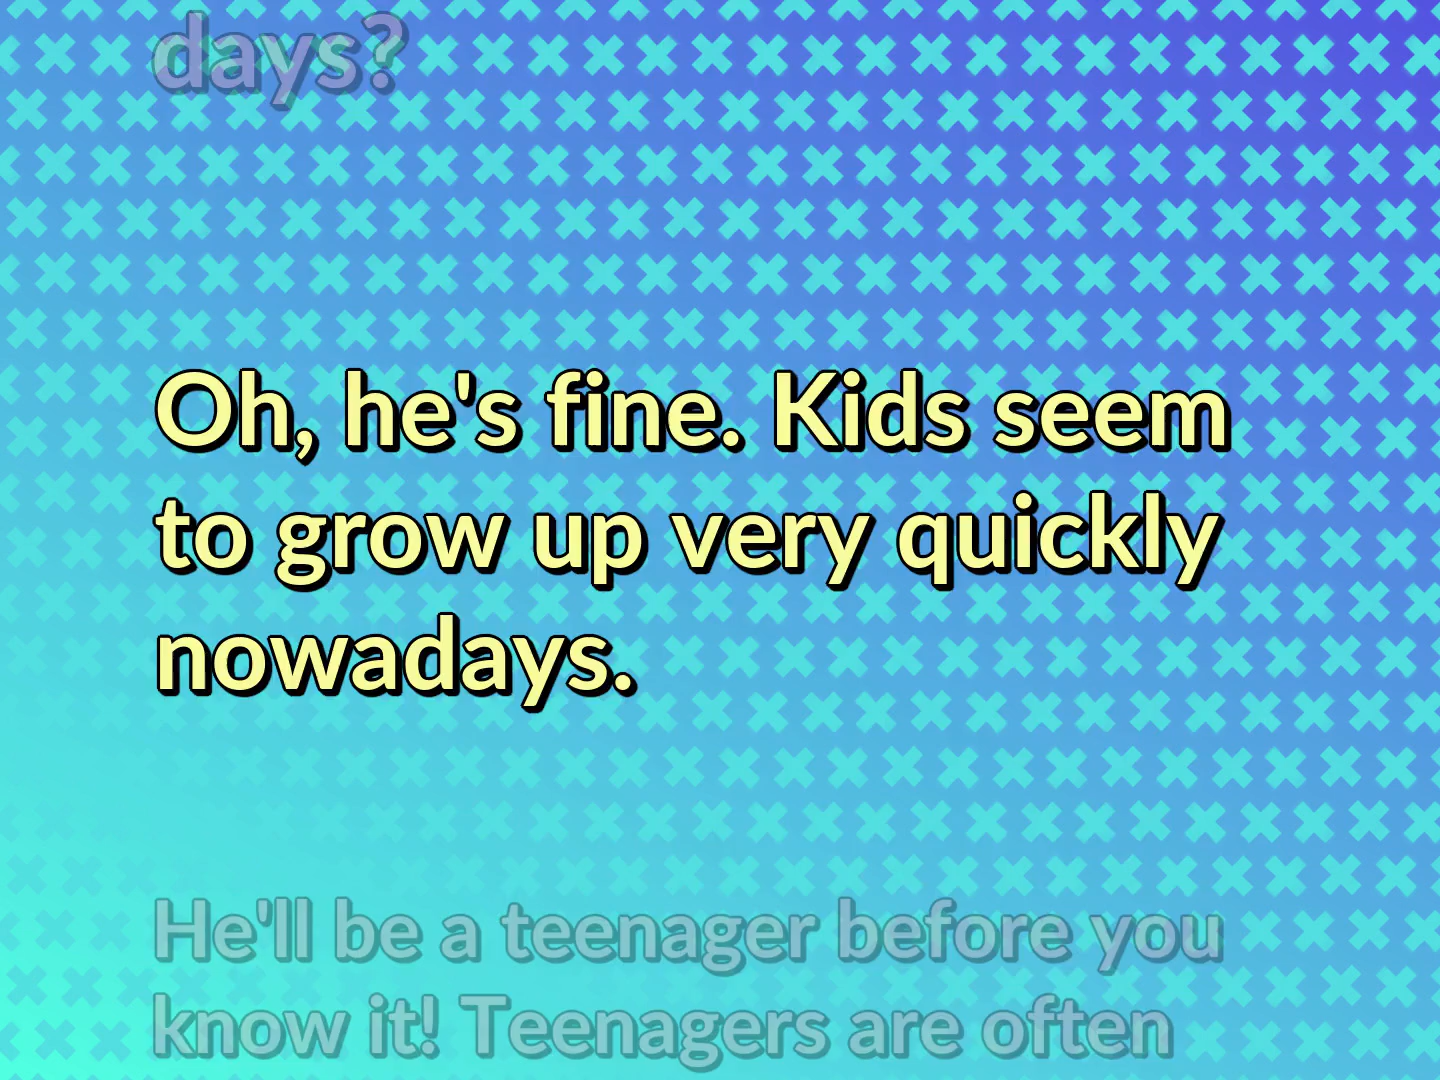 days?
Oh, he's fine. Kids seem
to grow up very quickly
nowadays.
He'll be a teenager before you
know it! Teenagers are often